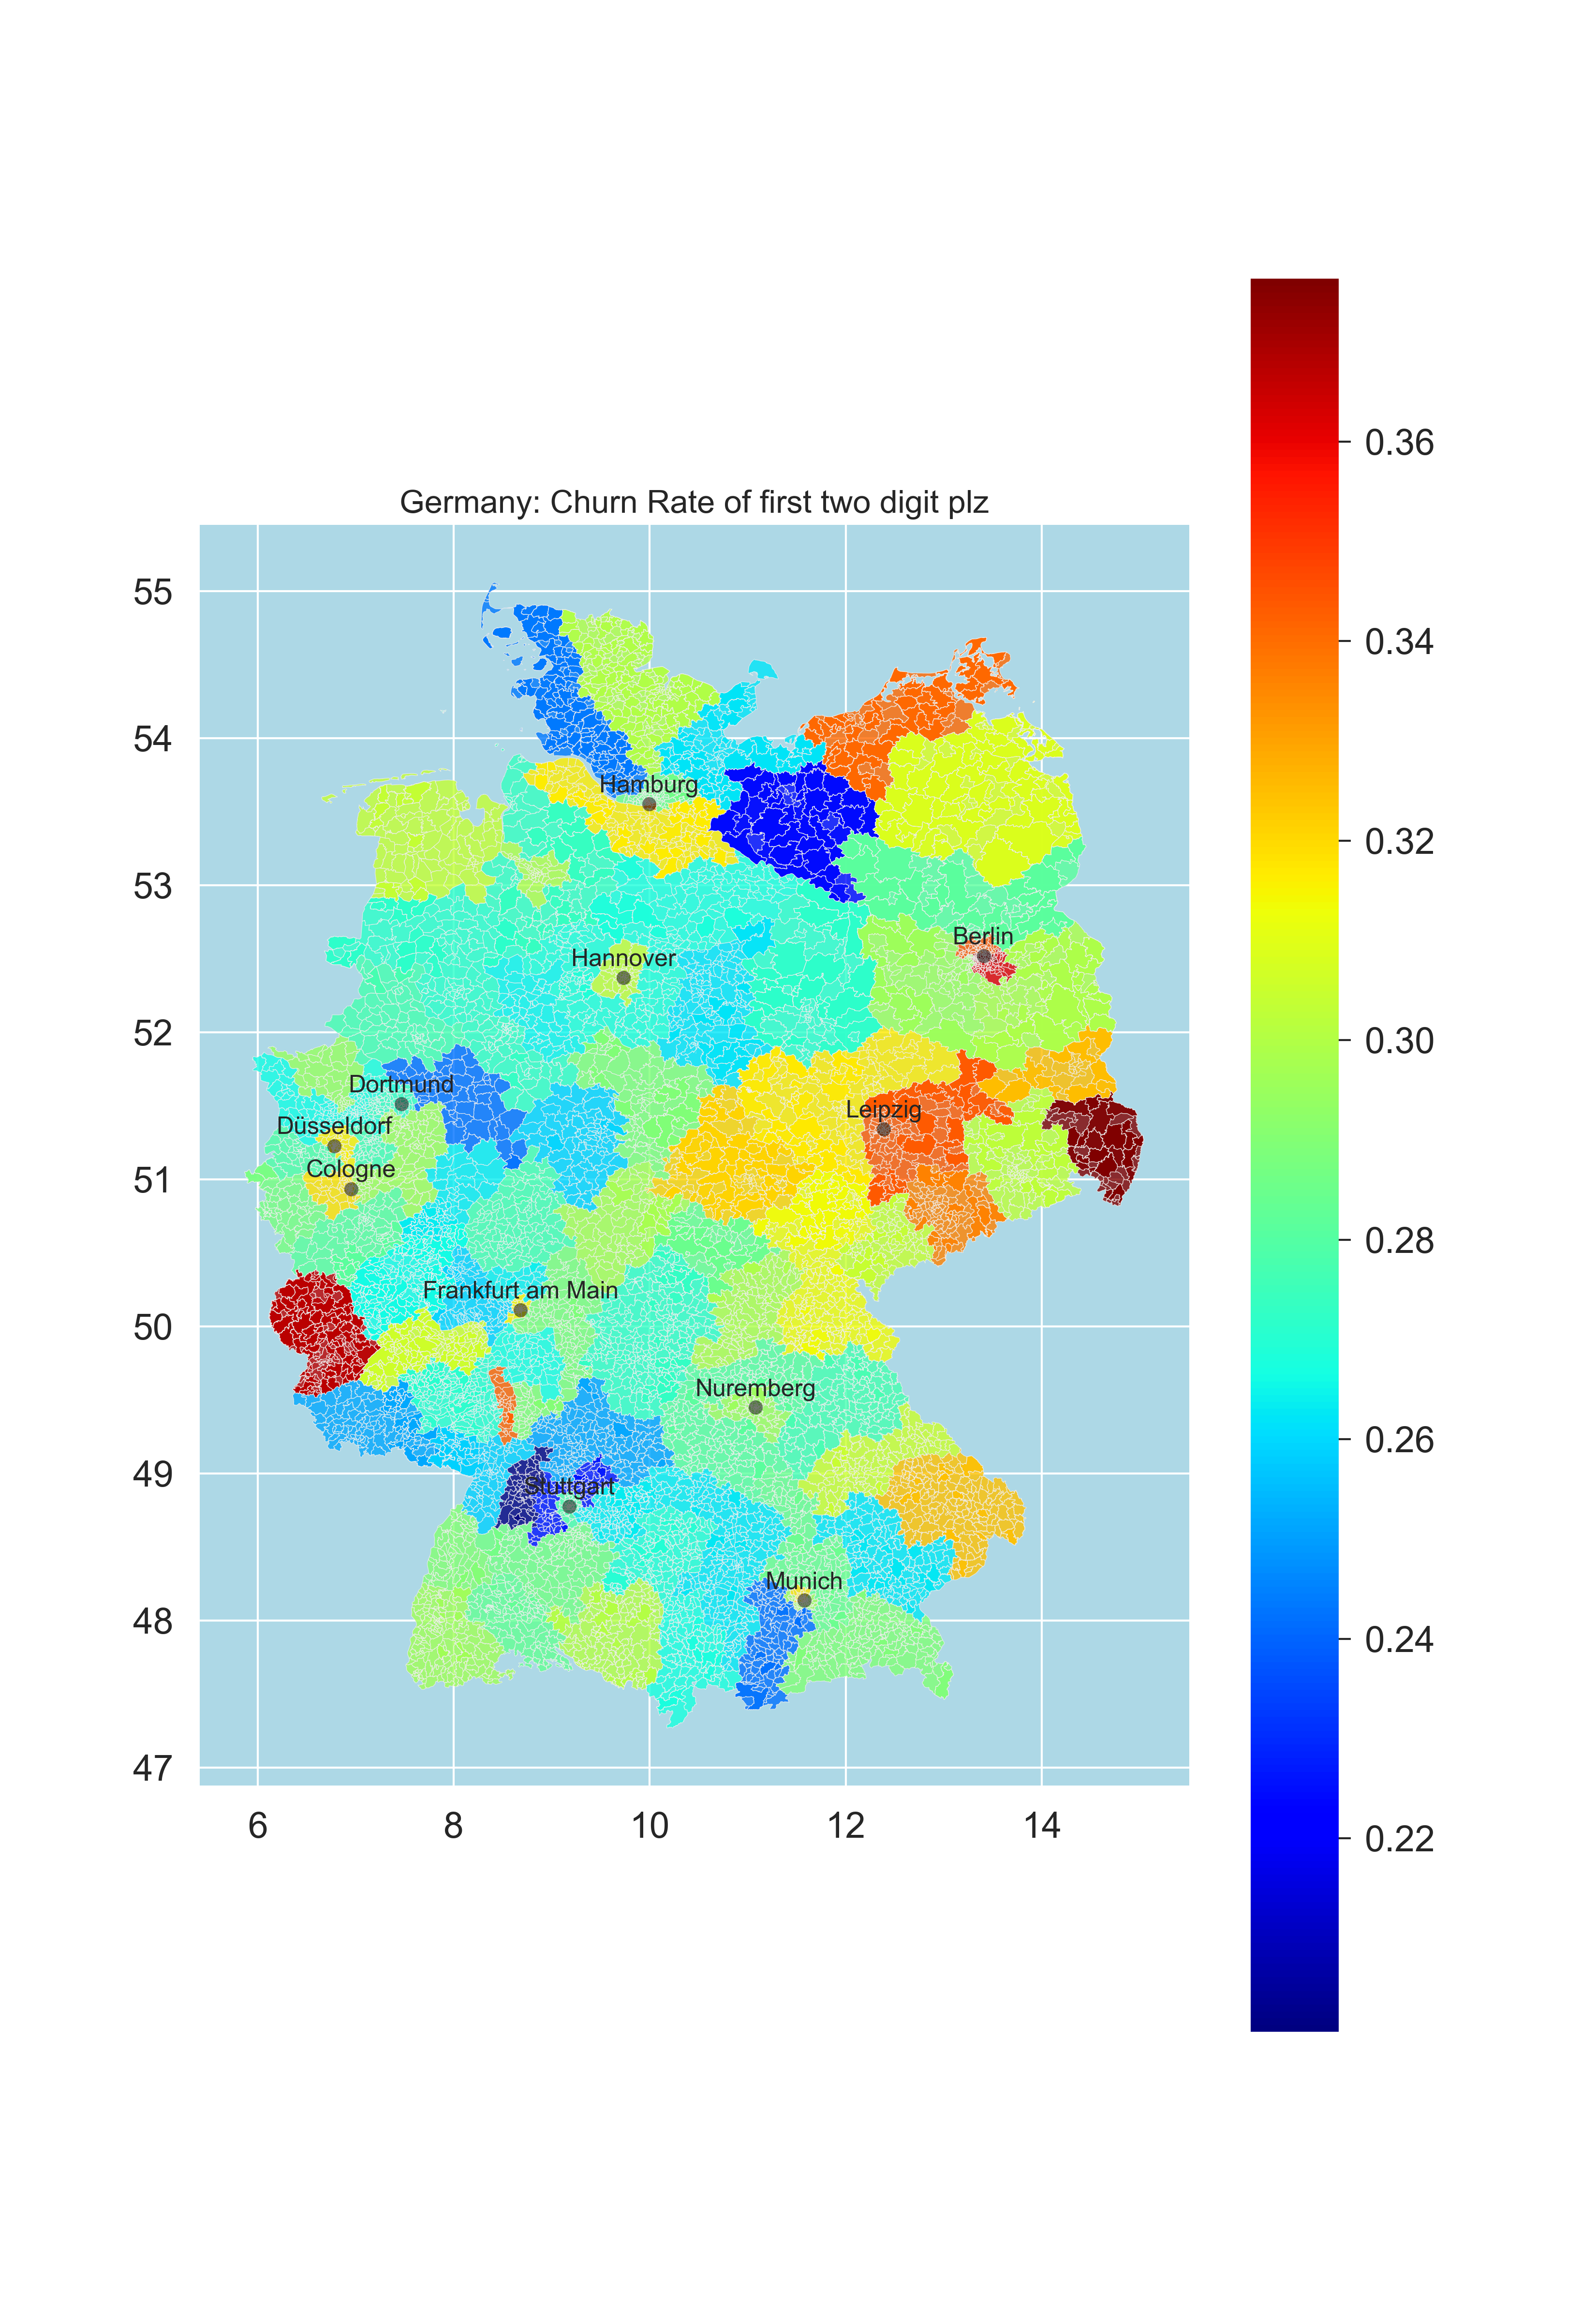 Germany: Churn Rate of first two digit plz
55
54
53
52
51
50
49
48
47
6 8 10 12 14
Hamburg
Berlin
Hannover
Dortmund
Düsseldorf
Cologne
Leipzig
Frankfurt am Main
Nuremberg
Stuttgart
Munich
0.36
0.34
0.32
0.30
0.28
0.26
0.24
0.22